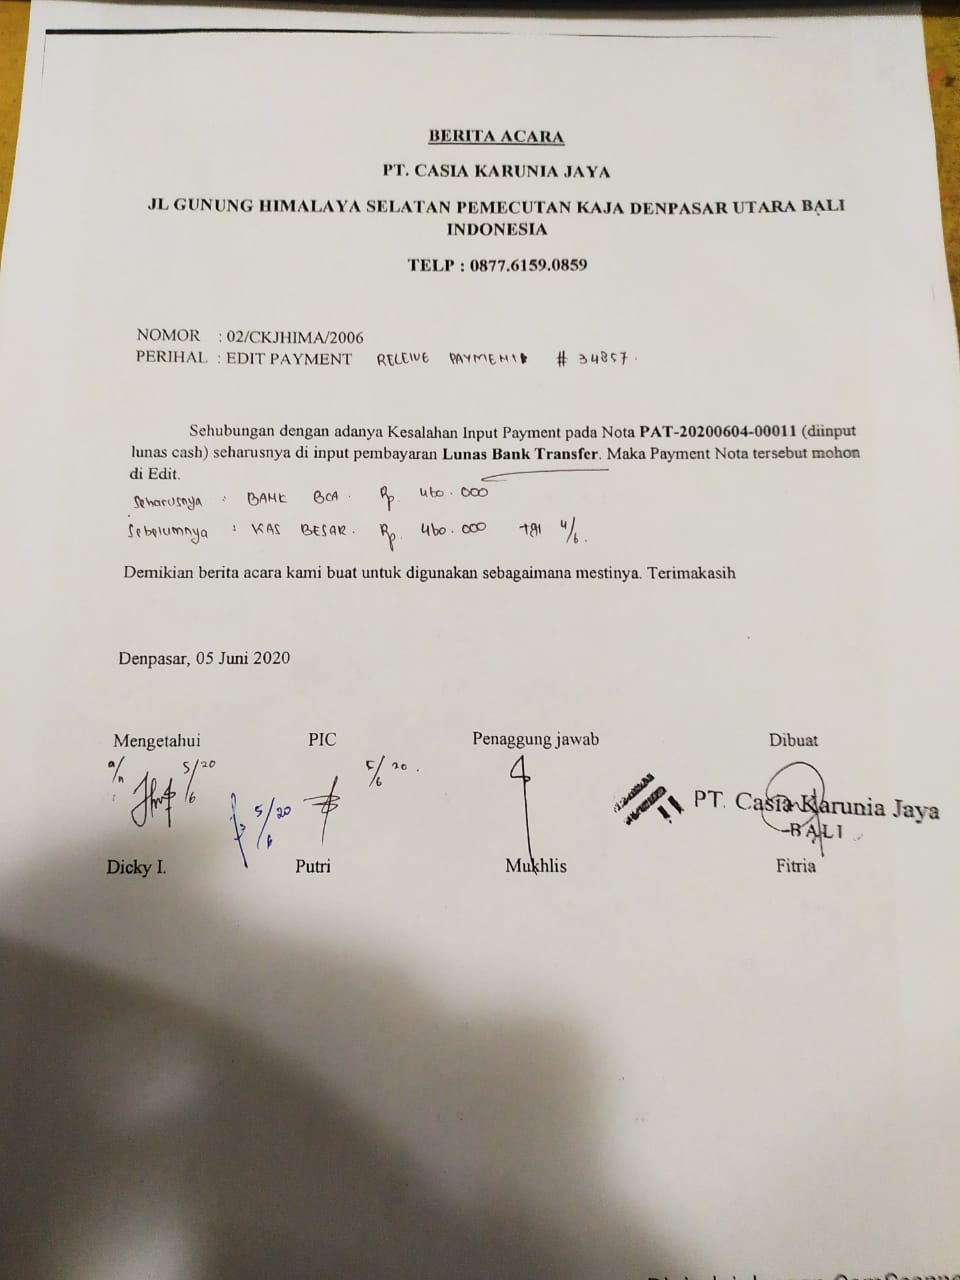 BERITA ACARA
PT. CASIA KARUNIA JAYA
JL GUNUNG HIMALAYA SELATAN PEMECUTAN KAJA DENPASAR UTARA BALI
INDONESIA
TELP : 0877.6159.0859
NOMOR : 02/CKJHIMA/2006
PERIHAL : EDIT PAYMENT RECEIVE PAYMENT # 34857.
Sehubungan dengan adanya Kesalahan Input Payment pada Nota PAT-20200604-00011 (diinput
lunas cash) seharusnya di input pembayaran Lunas Bank Transfer. Maka Payment Nota tersebut mohon
di Edit.
Seharusnya : BANK BCA. Rp. 460.000
Sebelumnya : KAS BESAR. Rp. 460.000 tgl 4/6.
Demikian berita acara kami buat untuk digunakan sebagaimana mestinya. Terimakasih
Denpasar, 05 Juni 2020
Mengetahui PIC Penaggung jawab Dibuat
a/n 5/6 20 5/6 20 5/6 20.
PT. Casia Karunia Jaya
-BALI
Dicky I. Putri Mukhlis Fitria